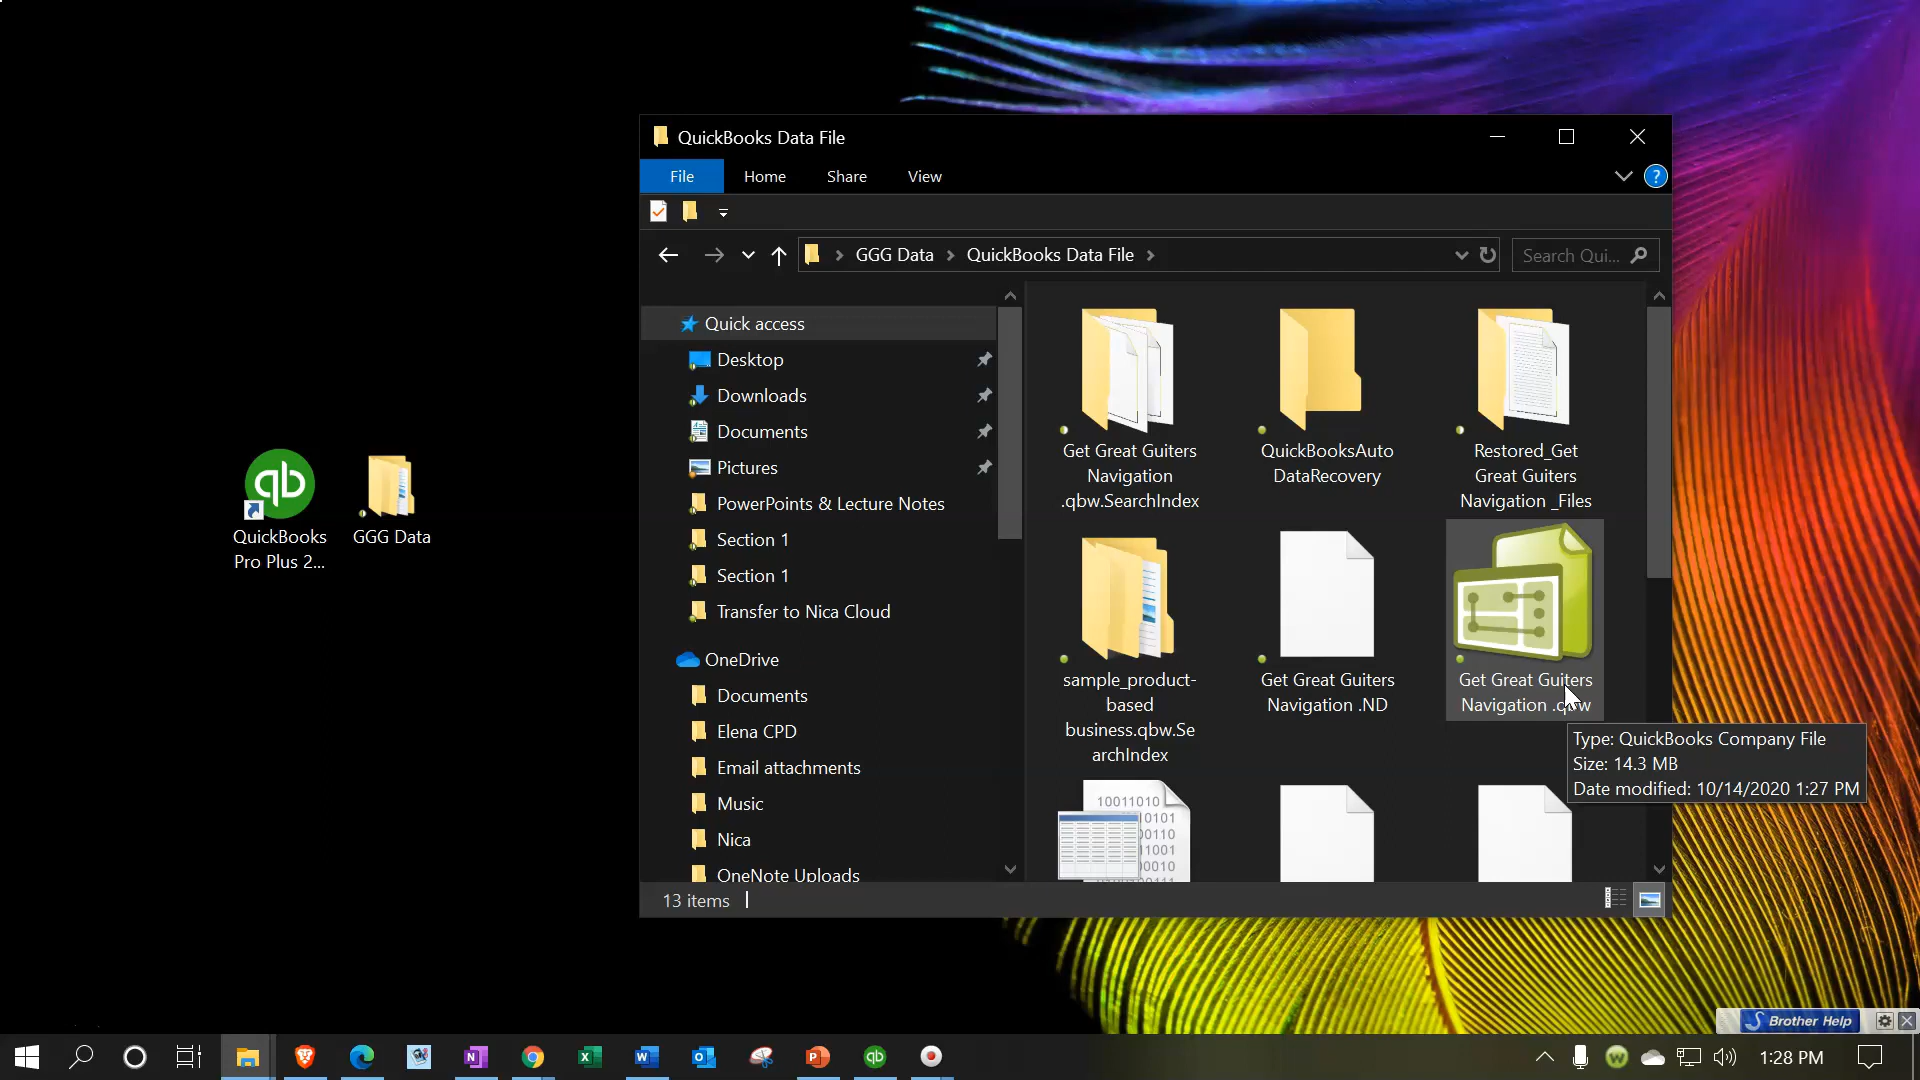 QuickBooks Data File
File
Home
Share
View
?
GGG Data
QuickBooks Data File
Search Qui...
Quick access
Desktop
Downloads
Documents
Pictures
PowerPoints & Lecture Notes
Section 1
Section 1
Transfer to Nica Cloud
OneDrive
Documents
Elena CPD
Email attachments
Music
Nica
OneNote Uploads
Get Great Guiters
Navigation
.qbw.SearchIndex
QuickBooksAuto
DataRecovery
Restored_Get
Great Guiters
Navigation _Files
sample_product-
based
business.qbw.Se
archIndex
Get Great Guiters
Navigation .ND
Get Great Guiters
Navigation .qbw
Type: QuickBooks Company File
Size: 14.3 MB
Date modified: 10/14/2020 1:27 PM
13 items
qb
QuickBooks
Pro Plus 2...
GGG Data
Brother Help
1:28 PM